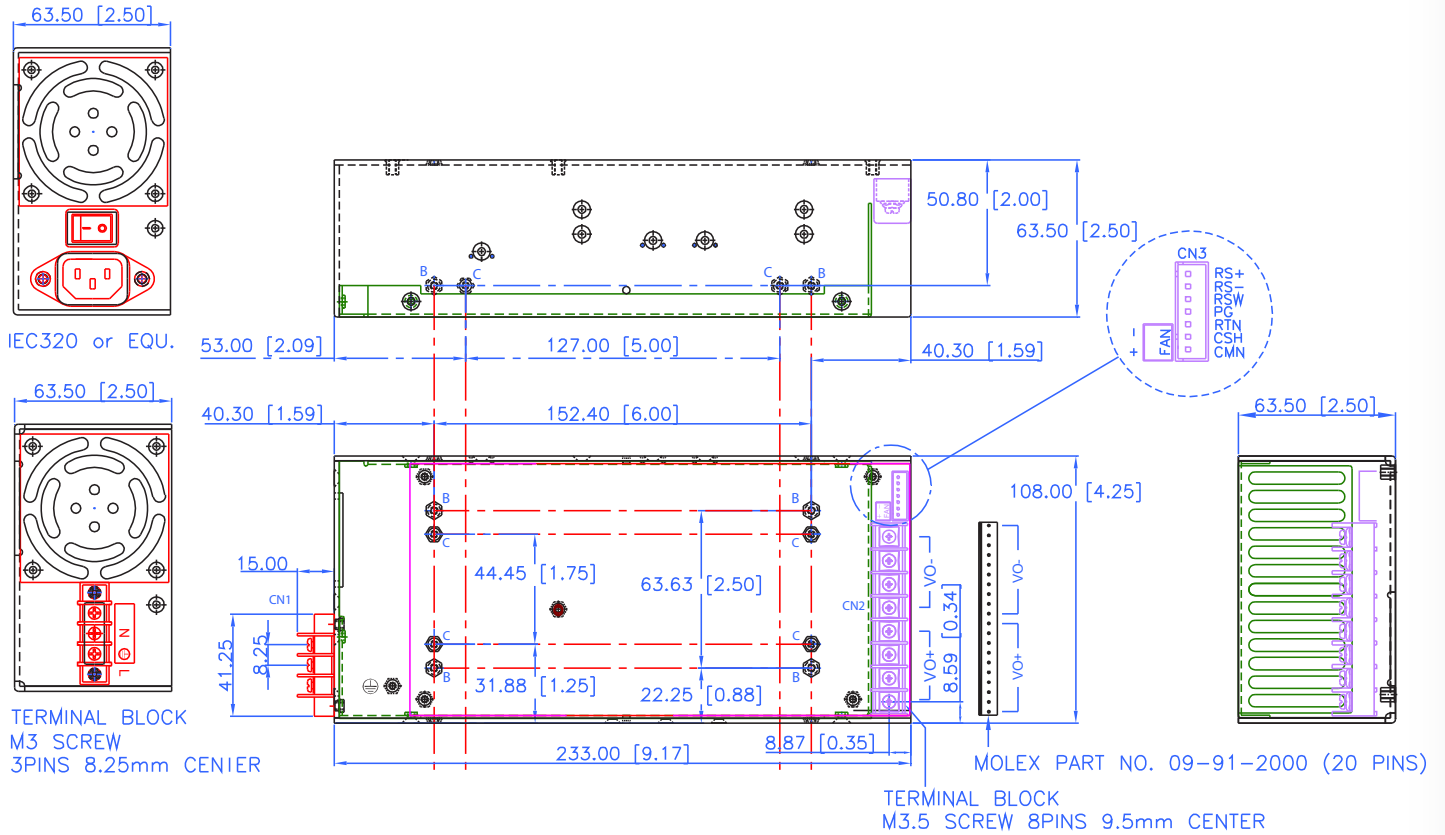 63.50 [2.50]
IEC320 or EQU.
50.80 [2.00]
63.50 [2.50]
B
C
C
B
CN3
RS+
RS-
RSW
PG
RTN
CSH
CMN
-
+
FAN
53.00 [2.09]
127.00 [5.00]
40.30 [1.59]
63.50 [2.50]
40.30 [1.59]
152.40 [6.00]
63.50 [2.50]
108.00 [4.25]
B
B
C
C
FAN
15.00
44.45 [1.75]
63.63 [2.50]
VO-
VO-
CN1
CN2
8.59 [0.34]
41.25
8.25
N
L
C
C
B
B
VO+
VO+
31.88 [1.25]
22.25 [0.88]
TERMINAL BLOCK
M3 SCREW
3PINS 8.25mm CENIER
233.00 [9.17]
8.87 [0.35]
MOLEX PART NO. 09-91-2000 (20 PINS)
TERMINAL BLOCK
M3.5 SCREW 8PINS 9.5mm CENTER